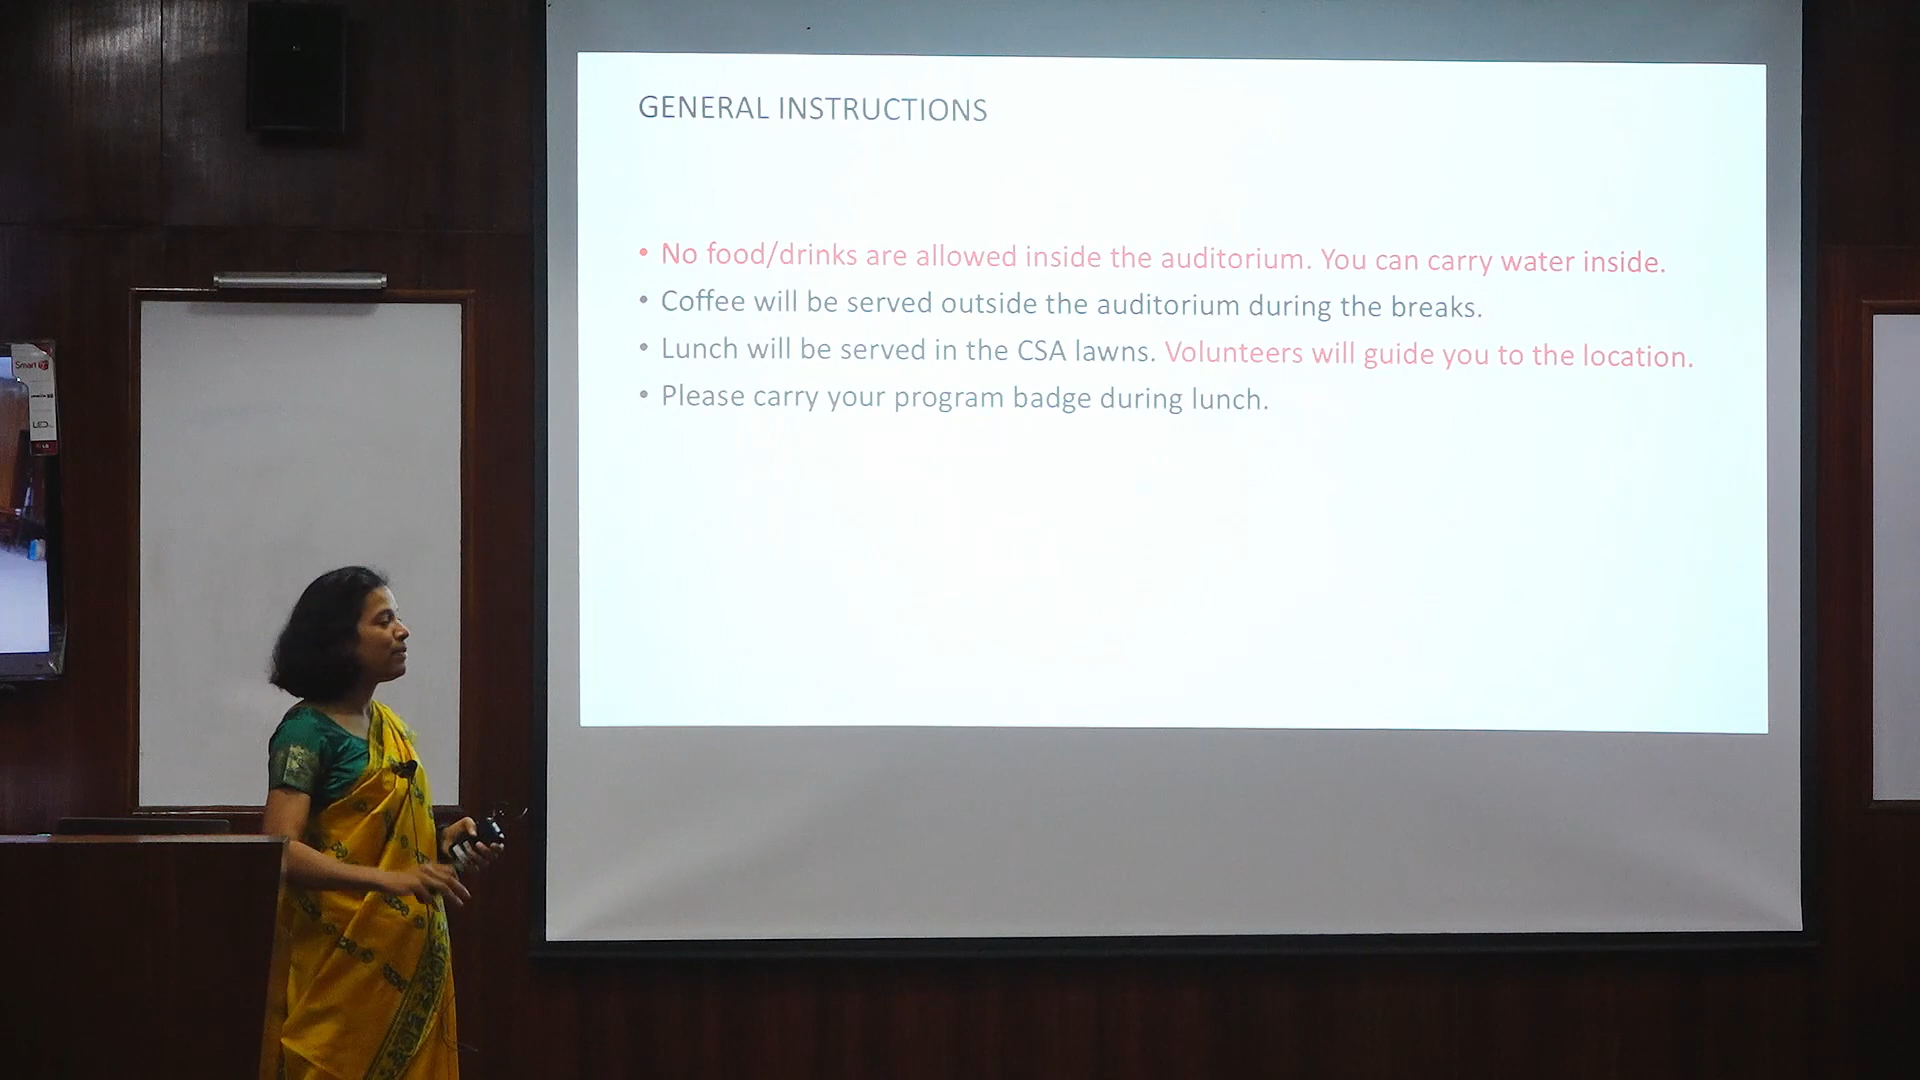 GENERAL INSTRUCTIONS
• No food/drinks are allowed inside the auditorium. You can carry water inside.
• Coffee will be served outside the auditorium during the breaks.
• Lunch will be served in the CSA lawns. Volunteers will guide you to the location.
• Please carry your program badge during lunch.
Smart
LED